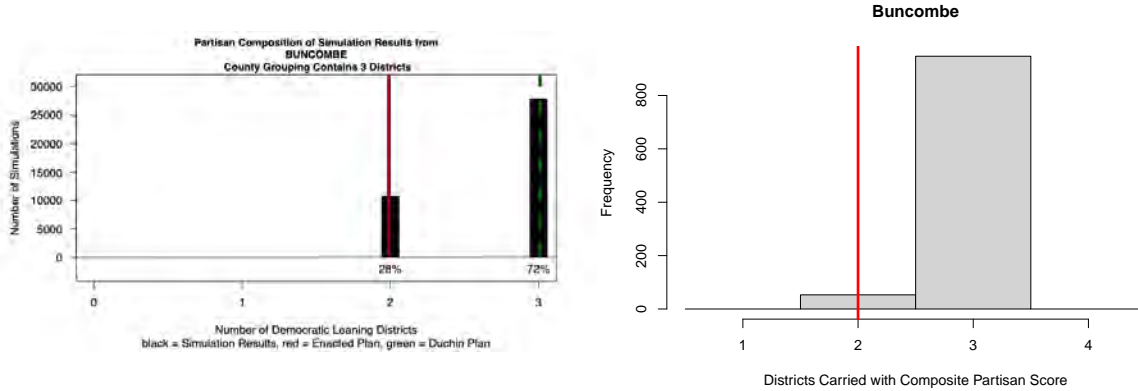 Partisan Composition of Simulation Results from
BUNCOMBE
County Grouping Contains 3 Districts
Number of Simulations
30000
25000
20000
15000
10000
5000
0
28%
72%
0 1 2 3
Number of Democratic Leaning Districts
black = Simulation Results, red = Enacted Plan, green = Duchin Plan
Buncombe
Frequency
800
600
400
200
0
1 2 3 4
Districts Carried with Composite Partisan Score